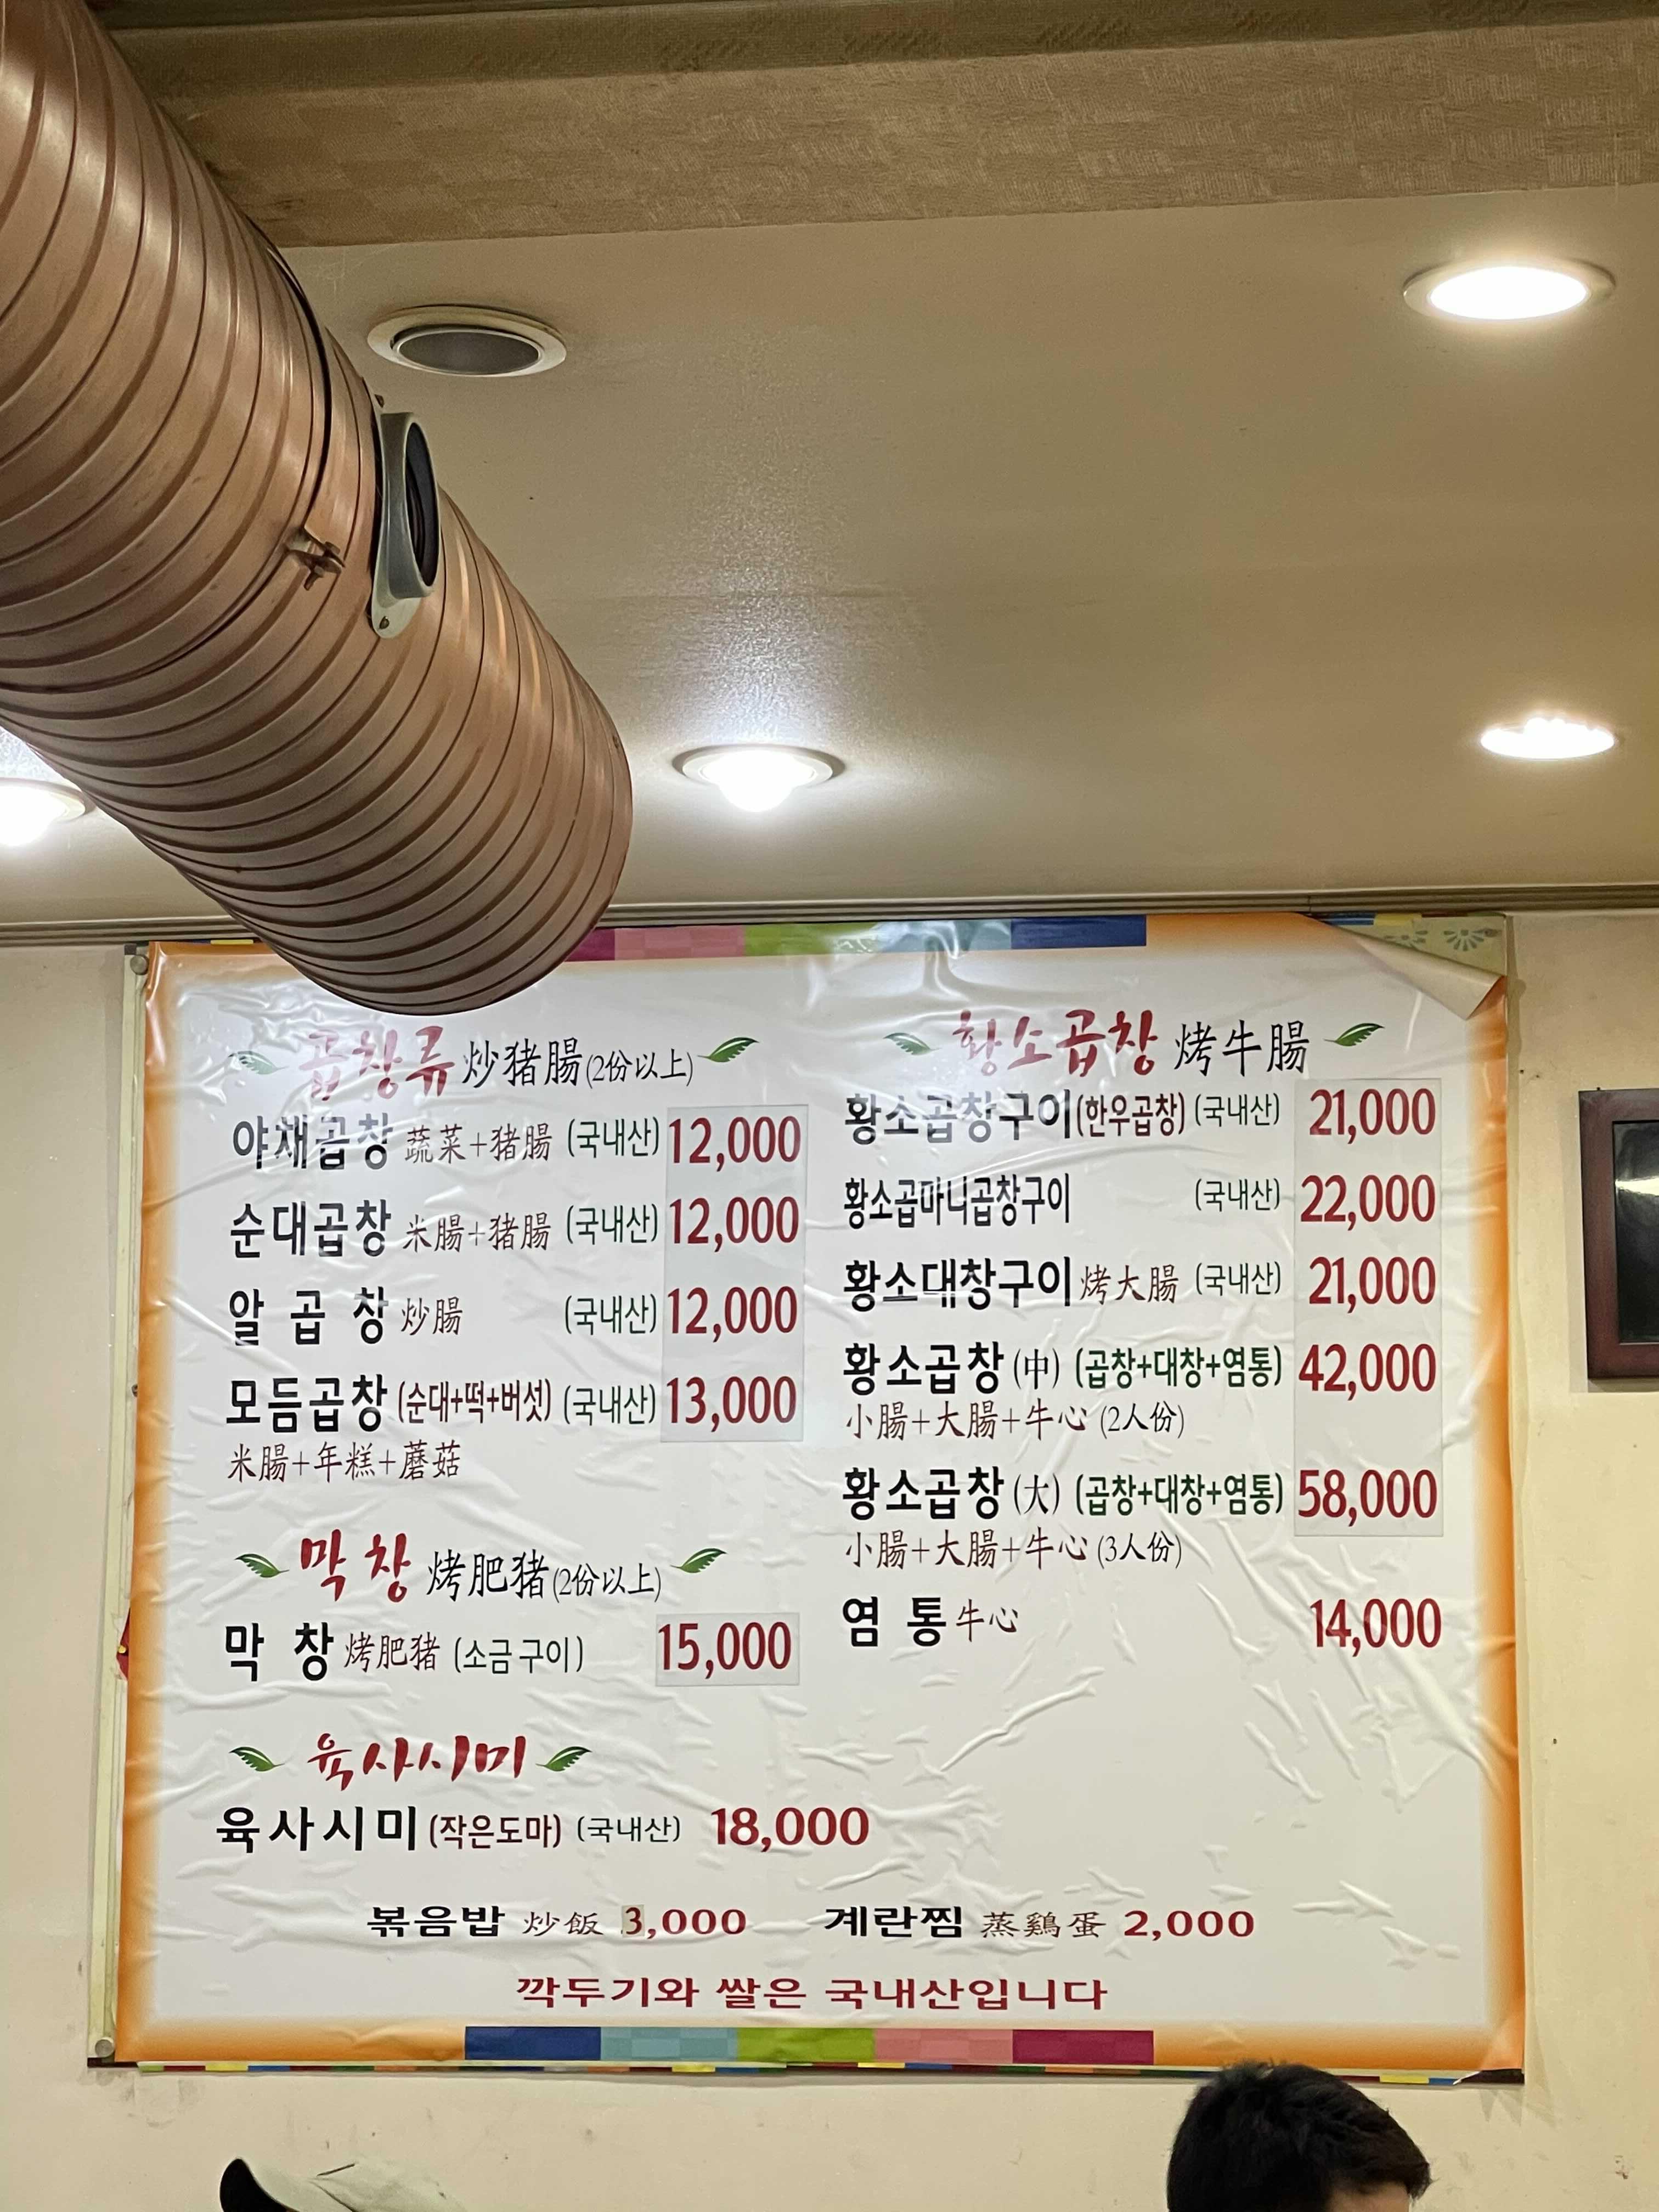 곱창류 炒猪腸(2份以上)
야채곱창 蔬菜+猪腸 (국내산) 12,000
순대곱창 米腸+猪腸 (국내산) 12,000
알 곱 창 炒腸 (국내산) 12,000
모듬곱창 (순대+떡+버섯) (국내산) 13,000
米腸+年糕+蘑菇
막창 烤肥猪(2份以上)
막 창 烤肥猪 (소금구이) 15,000
육사시미
육사시미 (작은도마) (국내산) 18,000
황소곱창 烤牛腸
황소곱창구이(한우곱창) (국내산) 21,000
황소곱마니곱창구이 (국내산) 22,000
황소대창구이 烤大腸 (국내산) 21,000
황소곱창 (中) (곱창+대창+염통) 42,000
小腸+大腸+牛心 (2人份)
황소곱창 (大) (곱창+대창+염통) 58,000
小腸+大腸+牛心 (3人份)
염 통 牛心 14,000
볶음밥 炒飯 3,000 계란찜 蒸鷄蛋 2,000
깍두기와 쌀은 국내산입니다